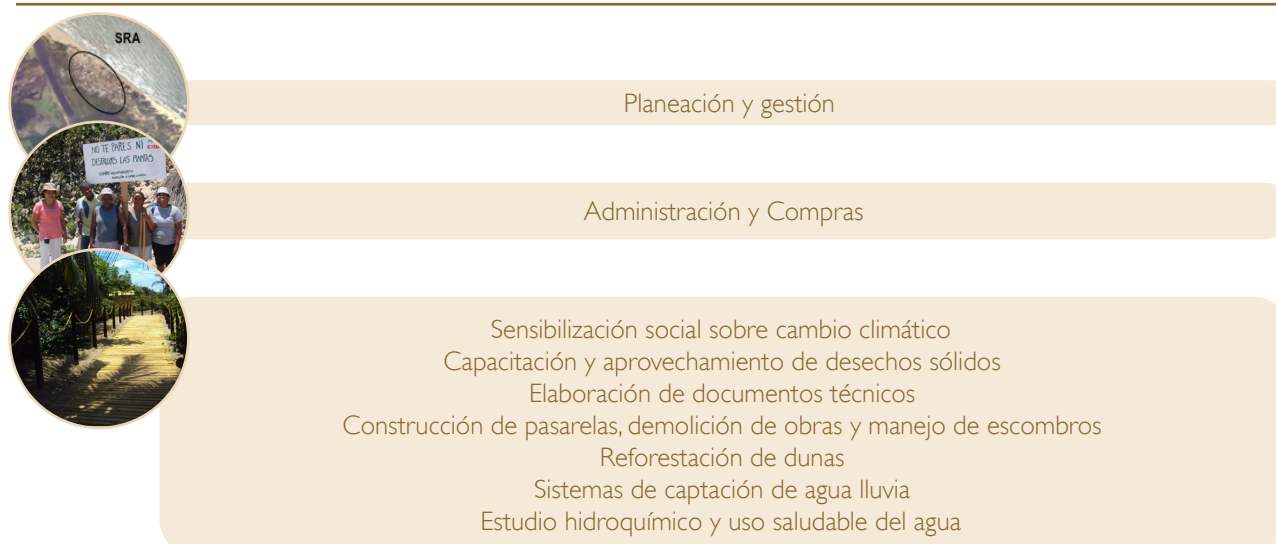 SRA
Planeación y gestión
NO TE PARES NI
DISTRUYAS LAS PLANTAS
Administración y Compras
Sensibilización social sobre cambio climático
Capacitación y aprovechamiento de desechos sólidos
Elaboración de documentos técnicos
Construcción de pasarelas, demolición de obras y manejo de escombros
Reforestación de dunas
Sistemas de captación de agua lluvia
Estudio hidroquímico y uso saludable del agua